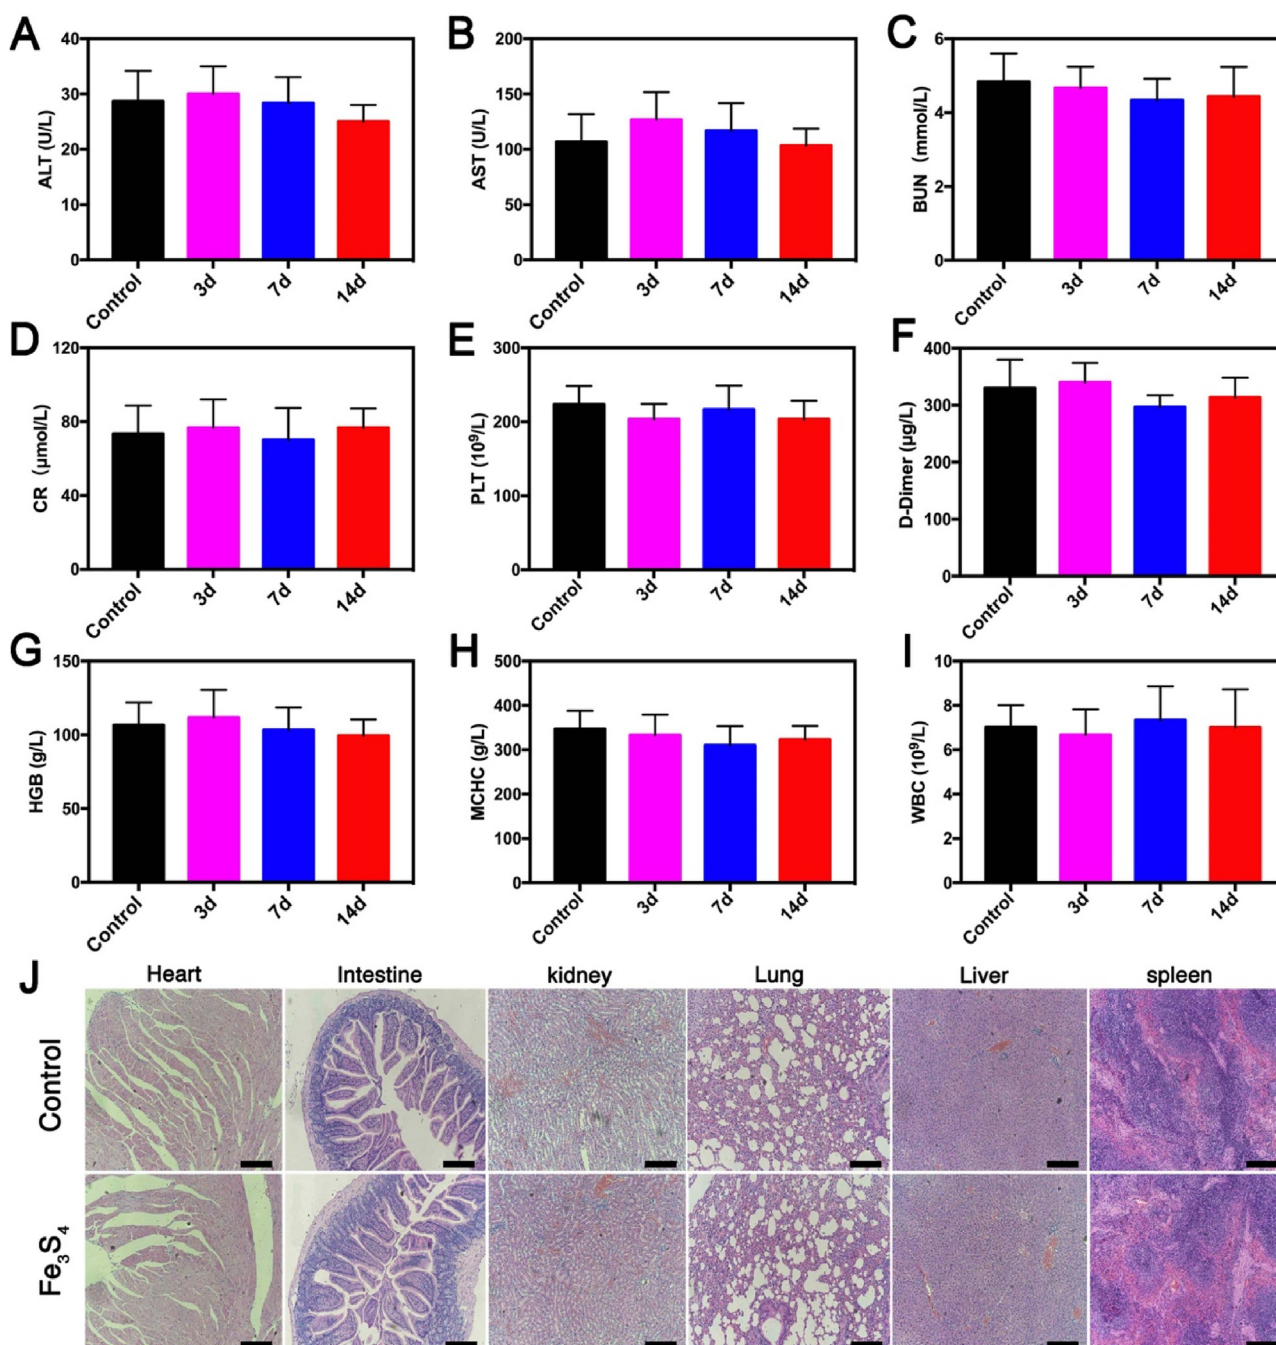 A
ALT (U/L)
40
30
20
10
0
Control
3d
7d
14d
B
AST (U/L)
200
150
100
50
0
Control
3d
7d
14d
C
BUN (mmol/L)
6
4
2
0
Control
3d
7d
14d
D
CR (μmol/L)
120
80
40
0
Control
3d
7d
14d
E
PLT (10⁹/L)
300
200
100
0
Control
3d
7d
14d
F
D-Dimer (μg/L)
400
300
200
100
0
Control
3d
7d
14d
G
HGB (g/L)
150
100
50
0
Control
3d
7d
14d
H
MCHC (g/L)
500
400
300
200
100
0
Control
3d
7d
14d
I
WBC (10⁹/L)
10
8
6
4
2
0
Control
3d
7d
14d
J
Heart
Intestine
kidney
Lung
Liver
spleen
Control
Fe₃S₄